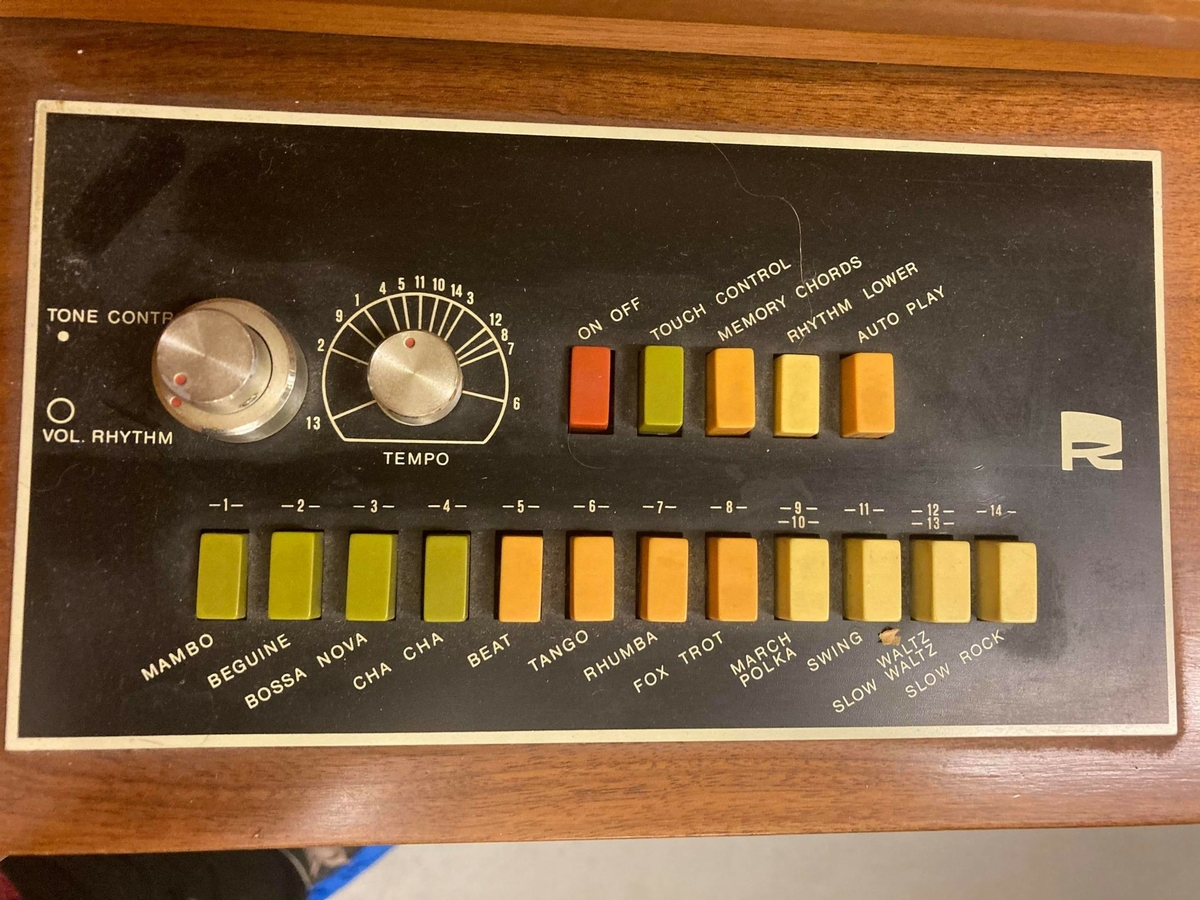 TONE CONTR
VOL. RHYTHM
13 2 9 1 4 5 11 10 14 3 12 8 7 6
TEMPO
ON OFF
TOUCH CONTROL
MEMORY CHORDS
RHYTHM LOWER
AUTO PLAY
R
—1— —2— —3— —4— —5— —6— —7— —8— —9— —11— —12— —14—
—10— —13—
MAMBO
BEGUINE
BOSSA NOVA
CHA CHA
BEAT
TANGO
RHUMBA
FOX TROT
MARCH
POLKA
SWING
WALTZ
SLOW WALTZ
SLOW ROCK